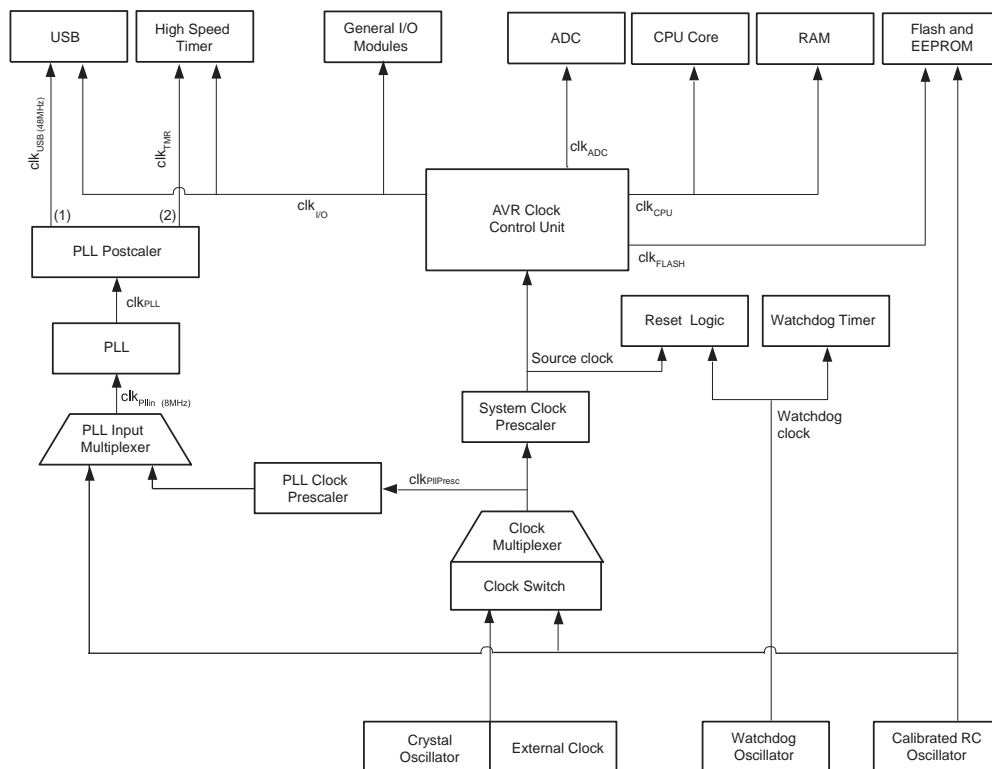 USB
High Speed
Timer
General I/O
Modules
ADC
CPU Core
RAM
Flash and
EEPROM
clkUSB (48MHz)
clkTMR
clkADC
clkI/O
AVR Clock
Control Unit
clkCPU
clkFLASH
(1)
(2)
PLL Postcaler
clkPLL
PLL
clkPllin (8MHz)
PLL Input
Multiplexer
Reset Logic
Watchdog Timer
Source clock
System Clock
Prescaler
Watchdog
clock
PLL Clock
Prescaler
clkPllPresc
Clock
Multiplexer
Clock Switch
Crystal
Oscillator
External Clock
Watchdog
Oscillator
Calibrated RC
Oscillator